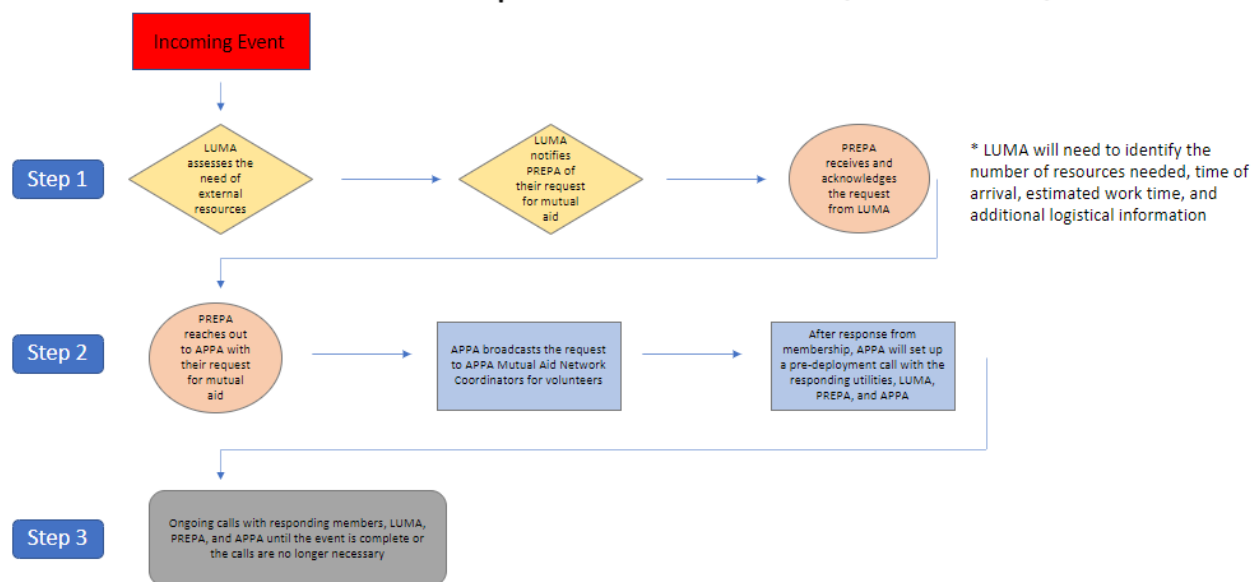 Incoming Event
Step 1
LUMA
assesses the
need of
external
resources
LUMA
notifies
PREPA of
their request
for mutual
aid
PREPA
receives and
acknowledges
the request
from LUMA
* LUMA will need to identify the
number of resources needed, time of
arrival, estimated work time, and
additional logistical information
Step 2
PREPA
reaches out
to APPA with
their request
for mutual
aid
APPA broadcasts the request
to APPA Mutual Aid Network
Coordinators for volunteers
After response from
membership, APPA will set up
a pre-deployment call with the
responding utilities, LUMA,
PREPA, and APPA
Step 3
Ongoing calls with responding members, LUMA,
PREPA, and APPA until the event is complete or
the calls are no longer necessary